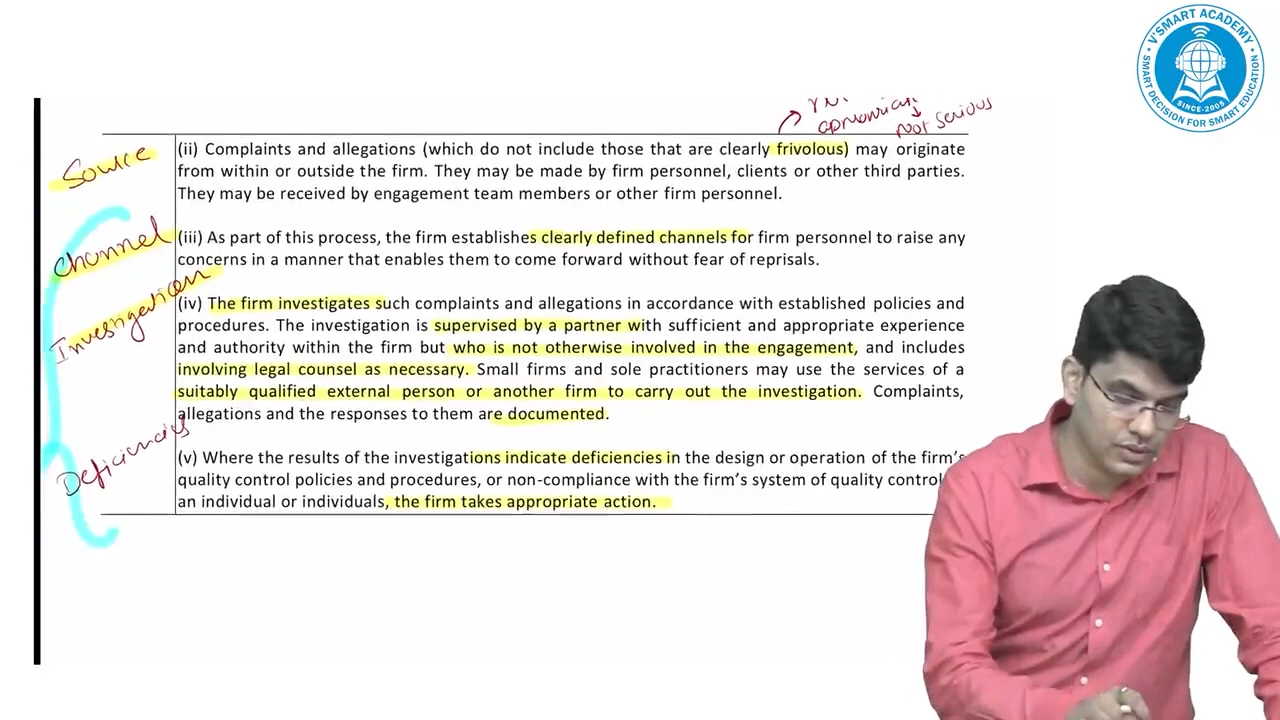 V'SMART ACADEMY
SINCE-2005
SMART DECISION FOR SMART EDUCATION
not serious
Source
(ii) Complaints and allegations (which do not include those that are clearly frivolous) may originate
from within or outside the firm. They may be made by firm personnel, clients or other third parties.
They may be received by engagement team members or other firm personnel.
Channel
(iii) As part of this process, the firm establishes clearly defined channels for firm personnel to raise any
concerns in a manner that enables them to come forward without fear of reprisals.
Investigation
(iv) The firm investigates such complaints and allegations in accordance with established policies and
procedures. The investigation is supervised by a partner with sufficient and appropriate experience
and authority within the firm but who is not otherwise involved in the engagement, and includes
involving legal counsel as necessary. Small firms and sole practitioners may use the services of a
suitably qualified external person or another firm to carry out the investigation. Complaints,
allegations and the responses to them are documented.
Deficiencies
(v) Where the results of the investigations indicate deficiencies in the design or operation of the firm's
quality control policies and procedures, or non-compliance with the firm's system of quality control
an individual or individuals, the firm takes appropriate action.